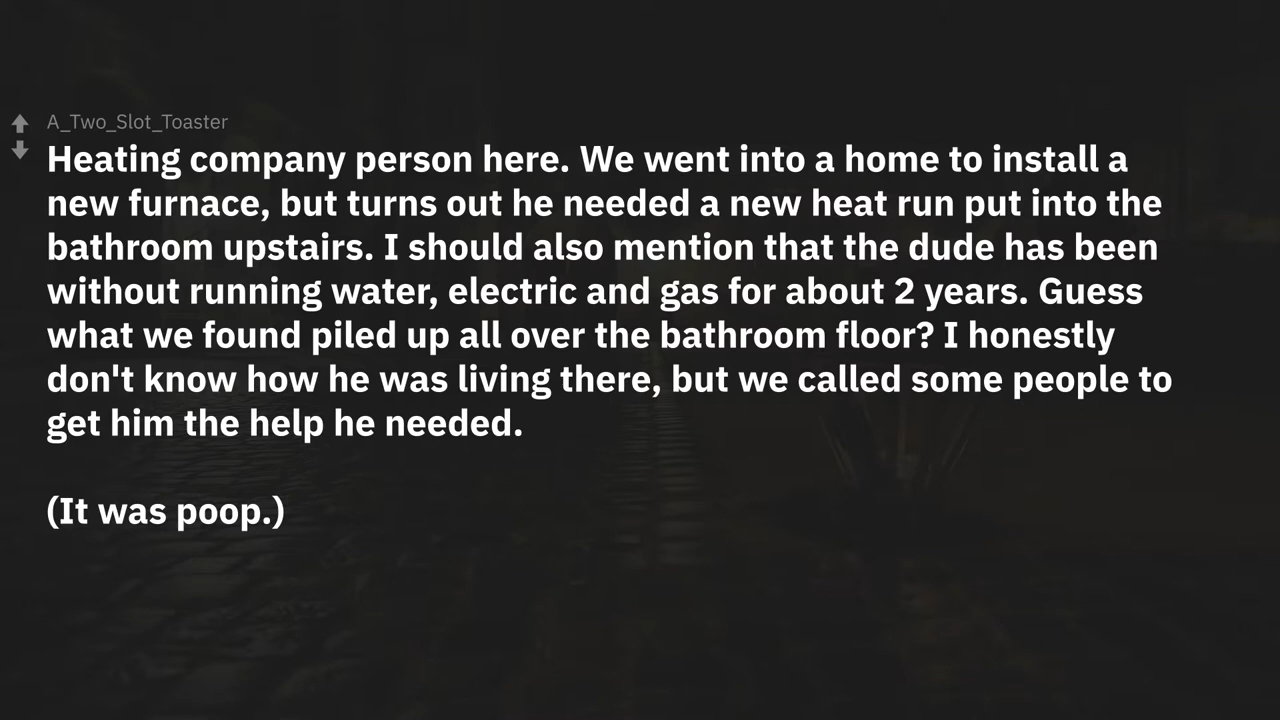 A_Two_Slot_Toaster
Heating company person here. We went into a home to install a
new furnace, but turns out he needed a new heat run put into the
bathroom upstairs. I should also mention that the dude has been
without running water, electric and gas for about 2 years. Guess
what we found piled up all over the bathroom floor? I honestly
don't know how he was living there, but we called some people to
get him the help he needed.
(It was poop.)